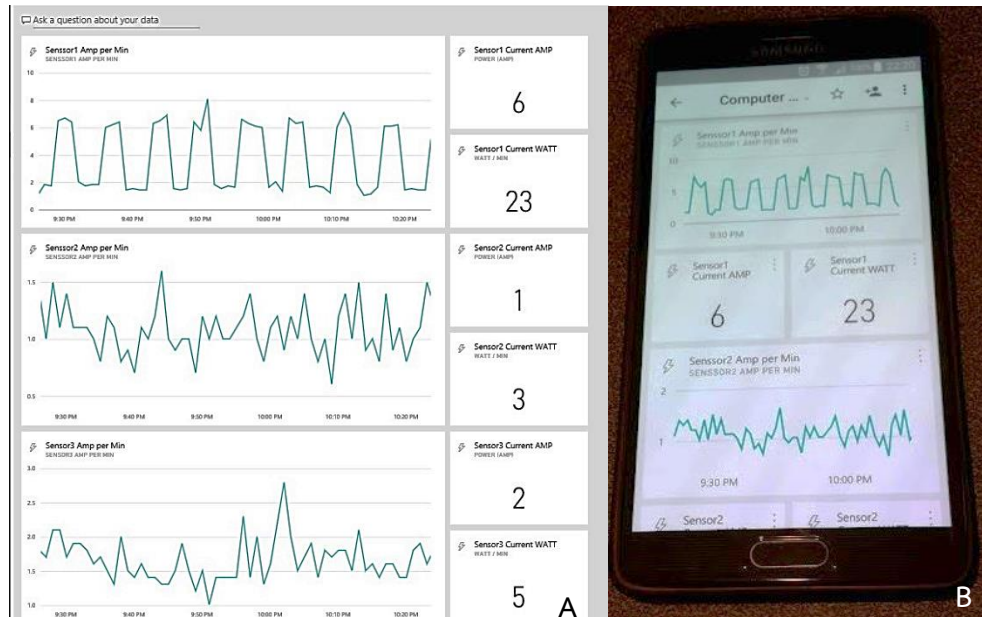 Ask a question about your data
Senssor1 Amp per Min
SENSSOR1 AMP PER MIN
10
8
6
4
2
0
9:30 PM 9:40 PM 9:50 PM 10:00 PM 10:10 PM 10:20 PM
Sensor1 Current AMP
POWER (AMP)
6
Sensor1 Current WATT
WATT / MIN
23
Senssor2 Amp per Min
SENSSOR2 AMP PER MIN
1.5
1.0
0.5
9:30 PM 9:40 PM 9:50 PM 10:00 PM 10:10 PM 10:20 PM
Sensor2 Current AMP
POWER (AMP)
1
Sensor2 Current WATT
WATT / MIN
3
Sensor3 Amp per Min
SENSOR3 AMP PER MIN
3.0
2.5
2.0
1.5
1.0
9:30 PM 9:40 PM 9:50 PM 10:00 PM 10:10 PM 10:20 PM
Sensor3 Current AMP
POWER (AMP)
2
Sensor3 Current WATT
WATT / MIN
5
A
SAMSUNG
22:20
Computer ...
Senssor1 Amp per Min
SENSSOR1 AMP PER MIN
10
5
0
9:30 PM 10:00 PM
Sensor1
Current AMP
6
Sensor1
Current WATT
23
Senssor2 Amp per Min
SENSSOR2 AMP PER MIN
2
1
9:30 PM 10:00 PM
Sensor2
Sensor2
B